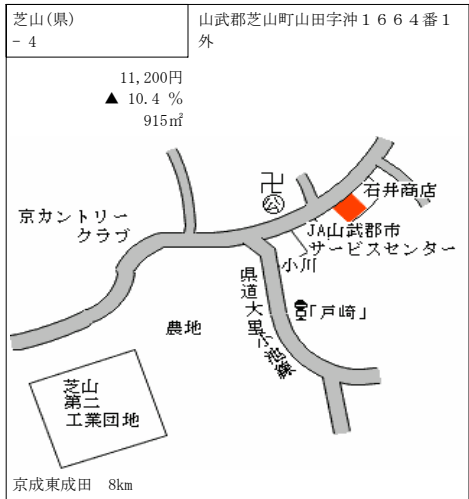 芝山(県)
- 4
山武郡芝山町山田字沖１６６４番１
外
11,200円
▲ 10.4 %
915㎡
卍
公
石井商店
京カントリー
クラブ
JA山武郡市
サービスセンター
小川
県道大里小池線
「戸崎」
農地
芝山
第二
工業団地
京成東成田 8km